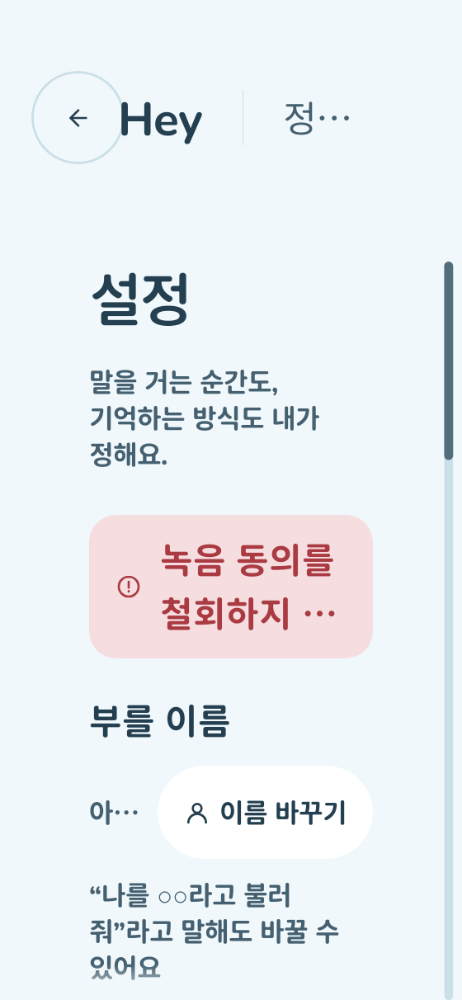 Hey
정…
설정
말을 거는 순간도,
기억하는 방식도 내가
정해요.
녹음 동의를
철회하지 …
부를 이름
아…
이름 바꾸기
“나를 ○○라고 불러
줘”라고 말해도 바꿀 수
있어요